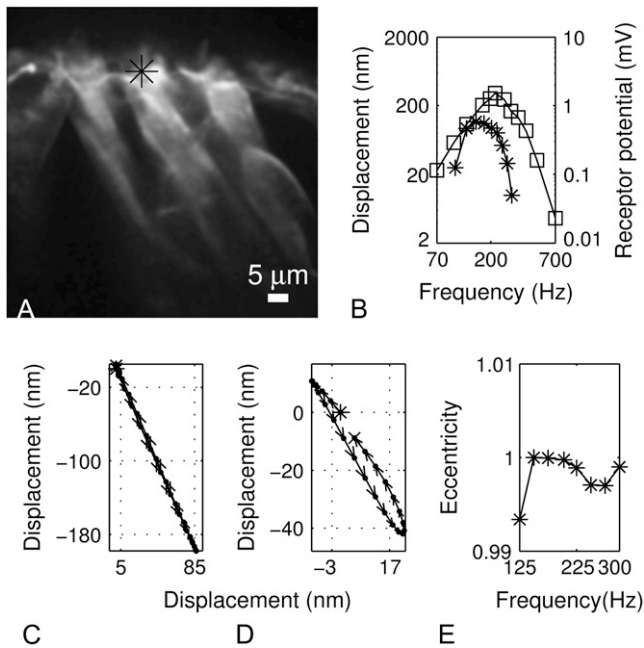 A
5 μm
B
Displacement (nm)
2000
200
20
2
10
1
0.1
0.01
Receptor potential (mV)
70
200
700
Frequency (Hz)
C
Displacement (nm)
−20
−100
−180
5
85
D
Displacement (nm)
0
−20
−40
−3
17
Displacement (nm)
E
Eccentricity
1.01
1
0.99
125
225
300
Frequency(Hz)